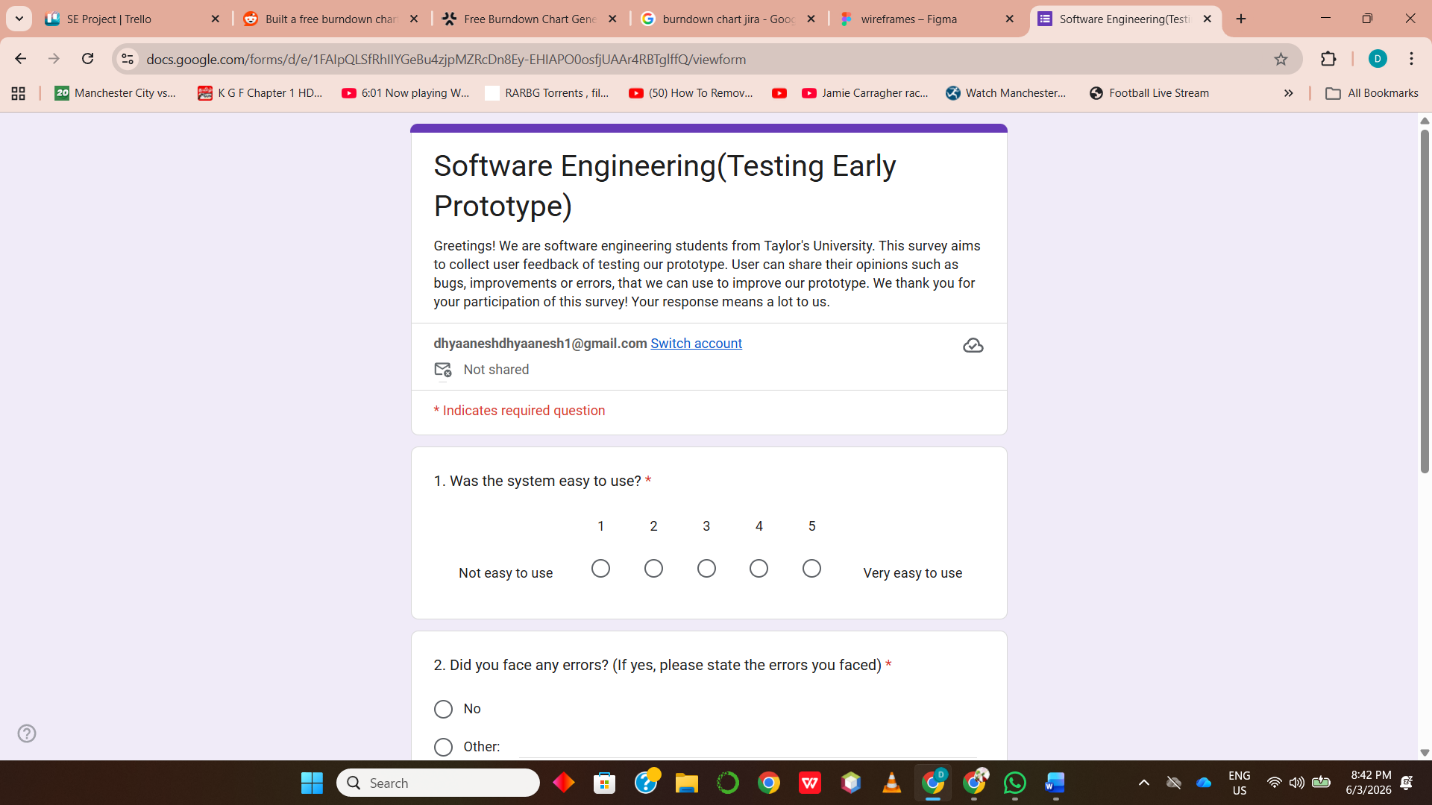 SE Project | Trello
Built a free burndown char
Free Burndown Chart Gene
burndown chart jira - Goog
wireframes – Figma
Software Engineering(Testi
docs.google.com/forms/d/e/1FAIpQLSfRhIlYGeBu4zjpMZRcDn8Ey-EHIAPO0osfjUAAr4RBTglffQ/viewform
D
20
Manchester City vs...
K G F Chapter 1 HD...
6:01 Now playing W...
RARBG Torrents , fil...
(50) How To Remov...
Jamie Carragher rac...
Watch Manchester...
Football Live Stream
All Bookmarks
Software Engineering(Testing Early
Prototype)
Greetings! We are software engineering students from Taylor's University. This survey aims
to collect user feedback of testing our prototype. User can share their opinions such as
bugs, improvements or errors, that we can use to improve our prototype. We thank you for
your participation of this survey! Your response means a lot to us.
dhyaaneshdhyaanesh1@gmail.com Switch account
Not shared
* Indicates required question
1. Was the system easy to use? *
1 2 3 4 5
Not easy to use
Very easy to use
2. Did you face any errors? (If yes, please state the errors you faced) *
No
Other:
Search
D
ENG
US
8:42 PM
6/3/2026